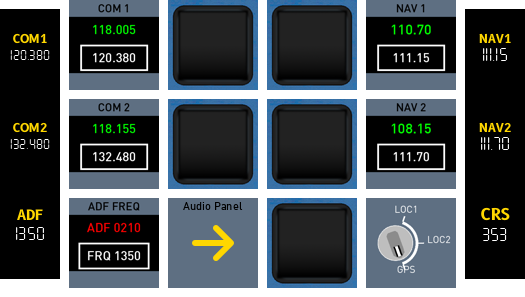 COM1
120.380
COM2
132.480
ADF
1350
COM 1
118.005
120.380
COM 2
118.155
132.480
ADF FREQ
ADF 0210
FRQ 1350
Audio Panel
NAV 1
110.70
111.15
NAV 2
108.15
111.70
LOC1
LOC2
GPS
NAV1
111.15
NAV2
111.70
CRS
353